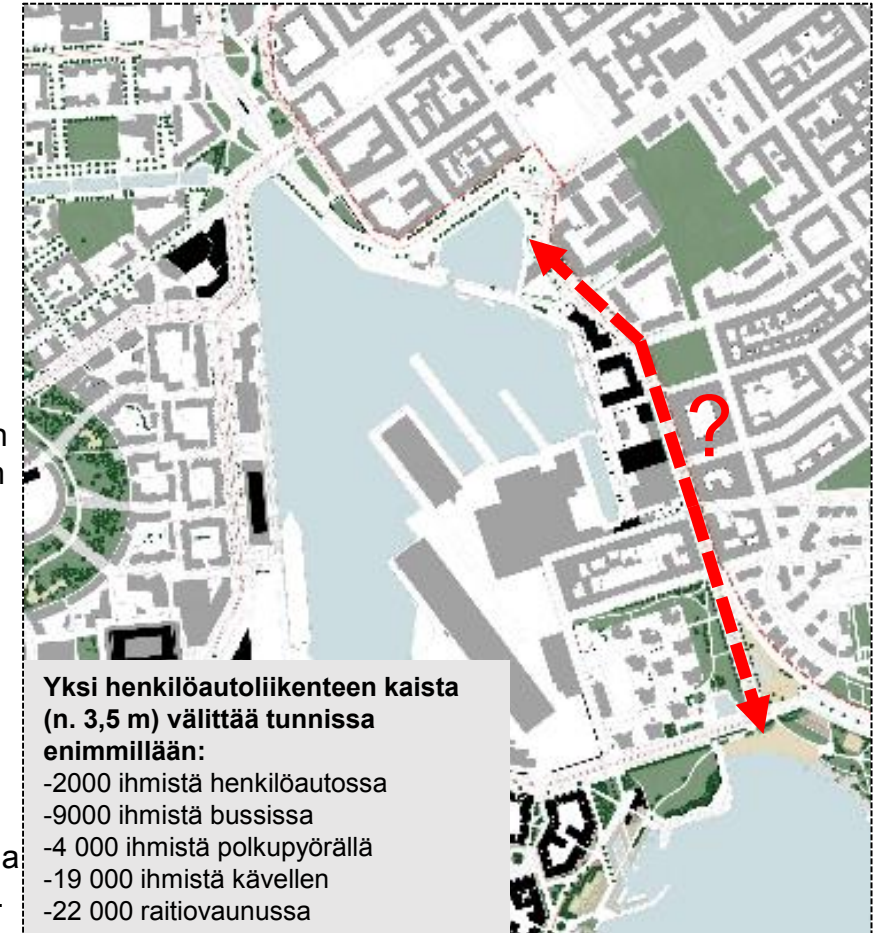 n
n
?
Yksi henkilöautoliikenteen kaista
(n. 3,5 m) välittää tunnissa
enimmillään:
-2000 ihmistä henkilöautossa
-9000 ihmistä bussissa
-4 000 ihmistä polkupyörällä
-19 000 ihmistä kävellen
-22 000 raitiovaunussa
a